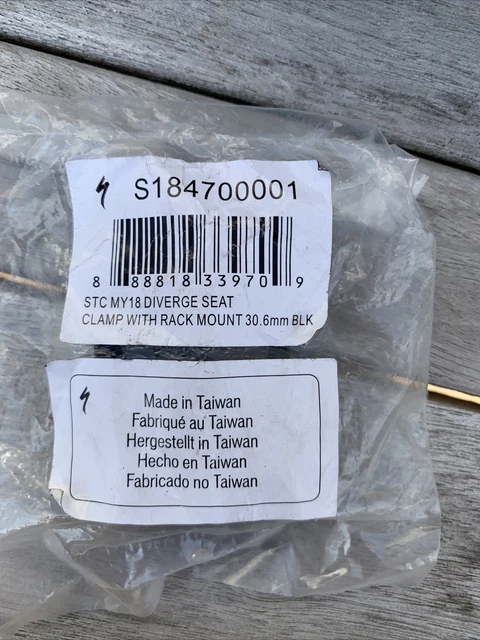 S184700001
8 88818 33970 9
STC MY18 DIVERGE SEAT
CLAMP WITH RACK MOUNT 30.6mm BLK
Made in Taiwan
Fabriqué au Taiwan
Hergestellt in Taiwan
Hecho en Taiwan
Fabricado no Taiwan